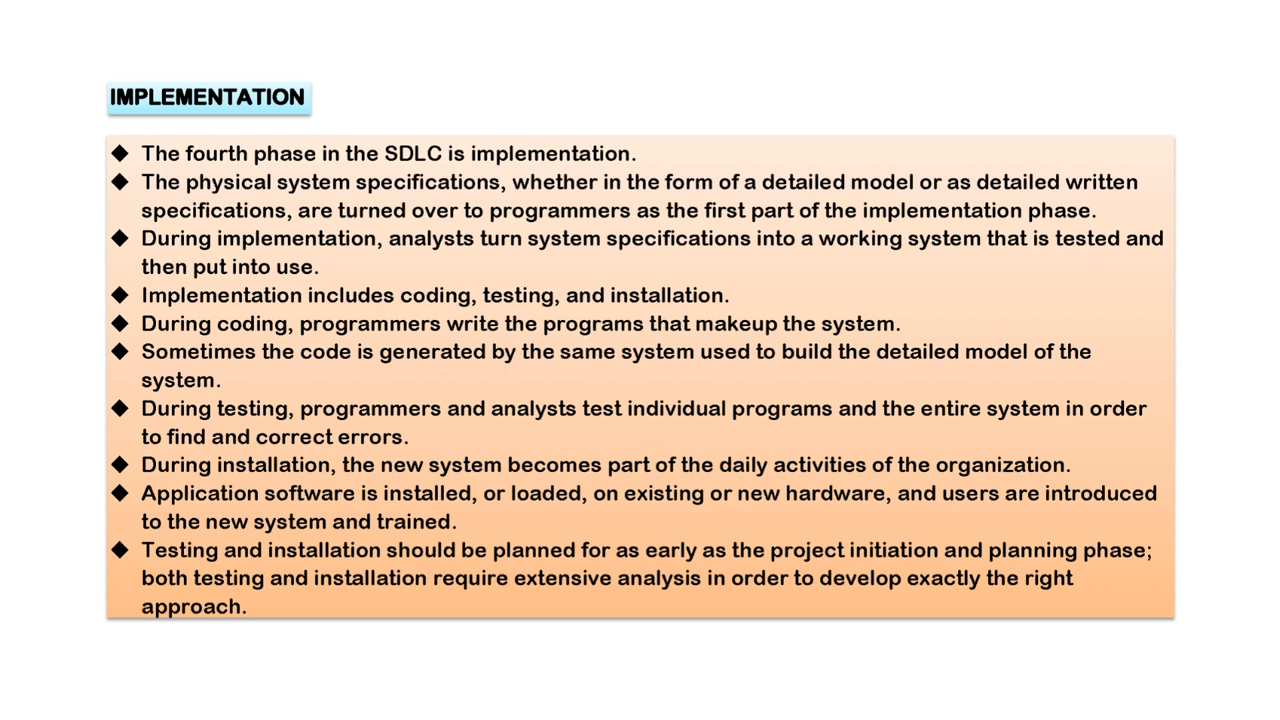 IMPLEMENTATION
◆ The fourth phase in the SDLC is implementation.
◆ The physical system specifications, whether in the form of a detailed model or as detailed written
specifications, are turned over to programmers as the first part of the implementation phase.
◆ During implementation, analysts turn system specifications into a working system that is tested and
then put into use.
◆ Implementation includes coding, testing, and installation.
◆ During coding, programmers write the programs that makeup the system.
◆ Sometimes the code is generated by the same system used to build the detailed model of the
system.
◆ During testing, programmers and analysts test individual programs and the entire system in order
to find and correct errors.
◆ During installation, the new system becomes part of the daily activities of the organization.
◆ Application software is installed, or loaded, on existing or new hardware, and users are introduced
to the new system and trained.
◆ Testing and installation should be planned for as early as the project initiation and planning phase;
both testing and installation require extensive analysis in order to develop exactly the right
approach.